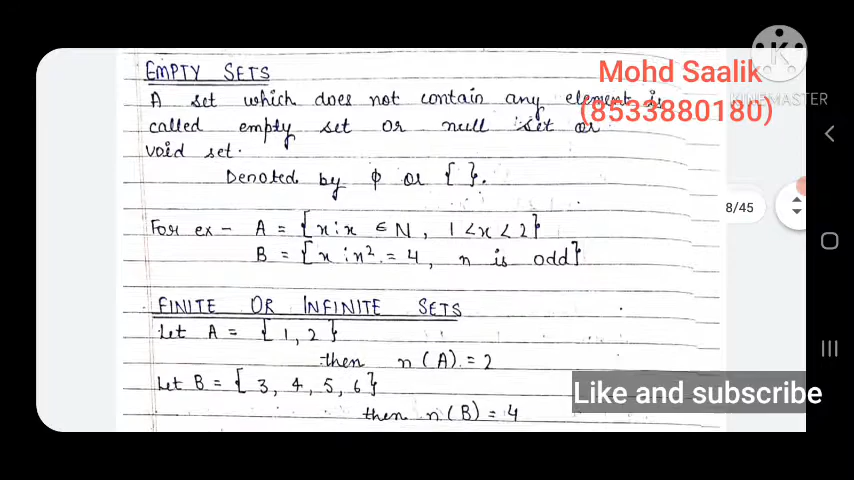 EMPTY SETS
Mohd Saalik
KINEMASTER
A set which does not contain any element is
(8533880180)
called empty set or null set or
void set.
Denoted by ϕ or { }.
8/45
For ex - A = {x : x ∈ N, 1 < x < 2}
B = {x : x² = 4, x is odd}
FINITE OR INFINITE SETS
Let A = {1, 2}
then n(A) = 2
Let B = {3, 4, 5, 6}
Like and subscribe
then n(B) = 4